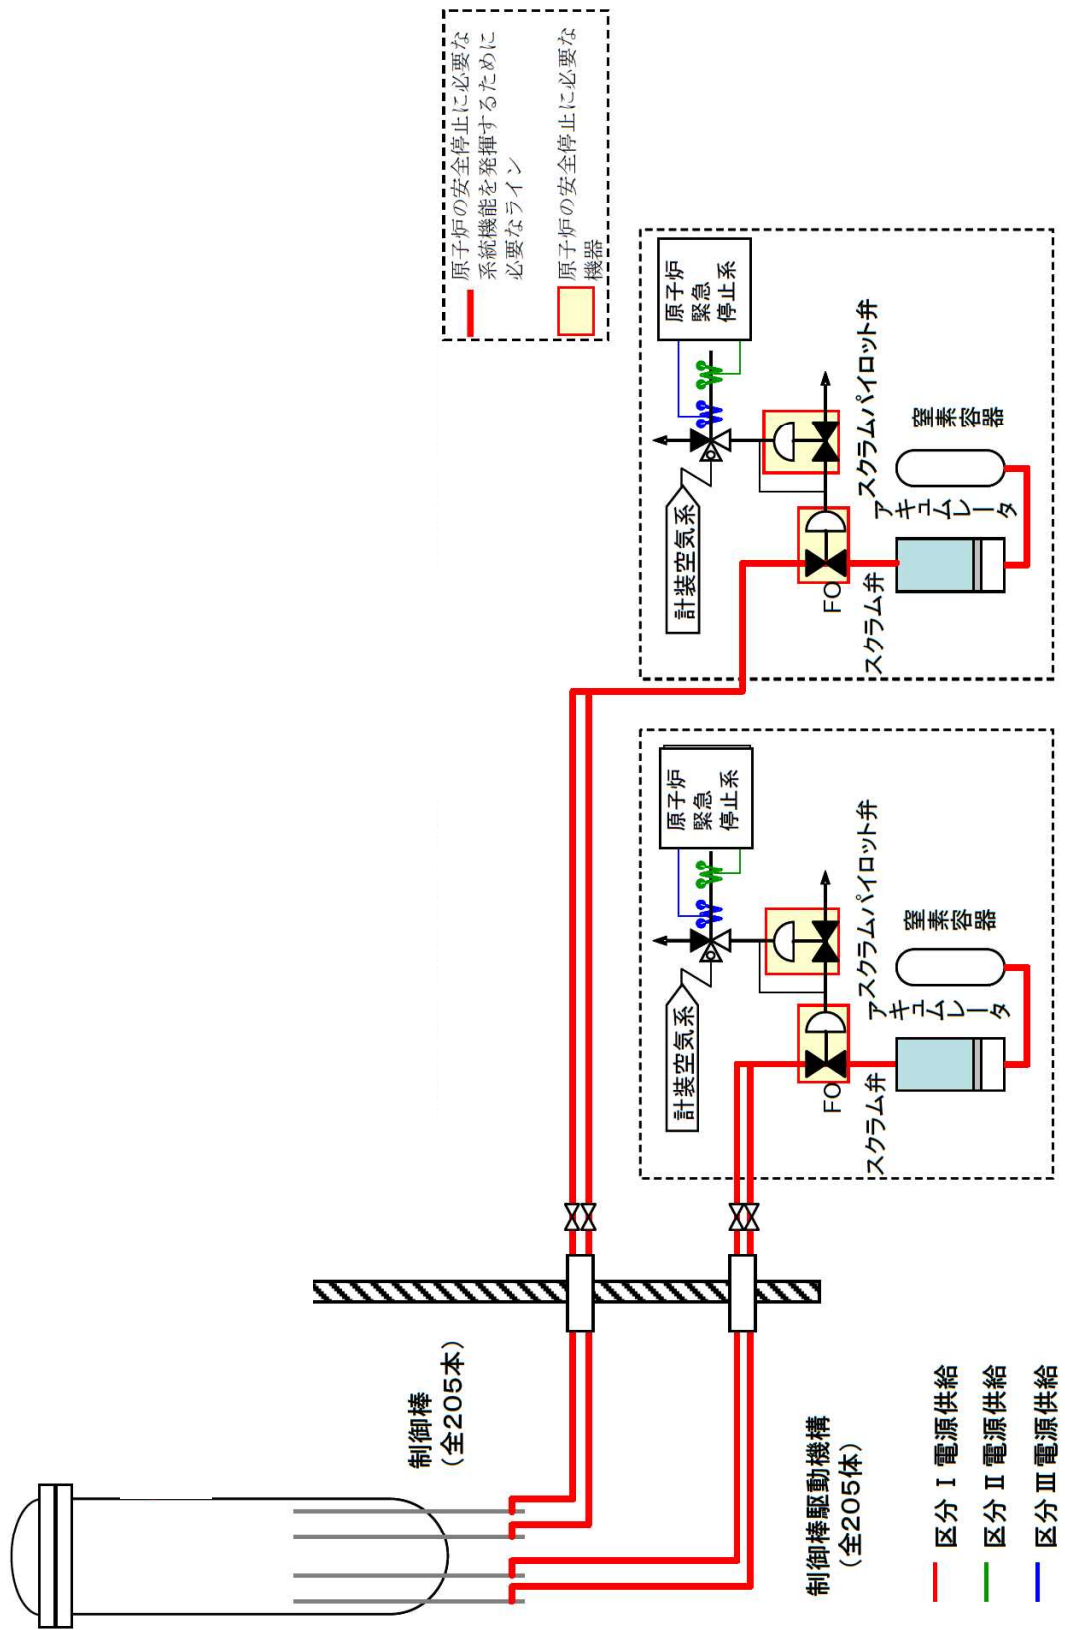 原子炉の安全停止に必要な
系統機能を発揮するために
必要なライン
原子炉の安全停止に必要な
機器
制御棒
(全205本)
制御棒駆動機構
(全205体)
区分Ⅰ電源供給
区分Ⅱ電源供給
区分Ⅲ電源供給
計装空気系
原子炉
緊急
停止系
FO
スクラム弁
スクラムパイロット弁
アキュムレータ
窒素容器
計装空気系
原子炉
緊急
停止系
FO
スクラム弁
スクラムパイロット弁
アキュムレータ
窒素容器